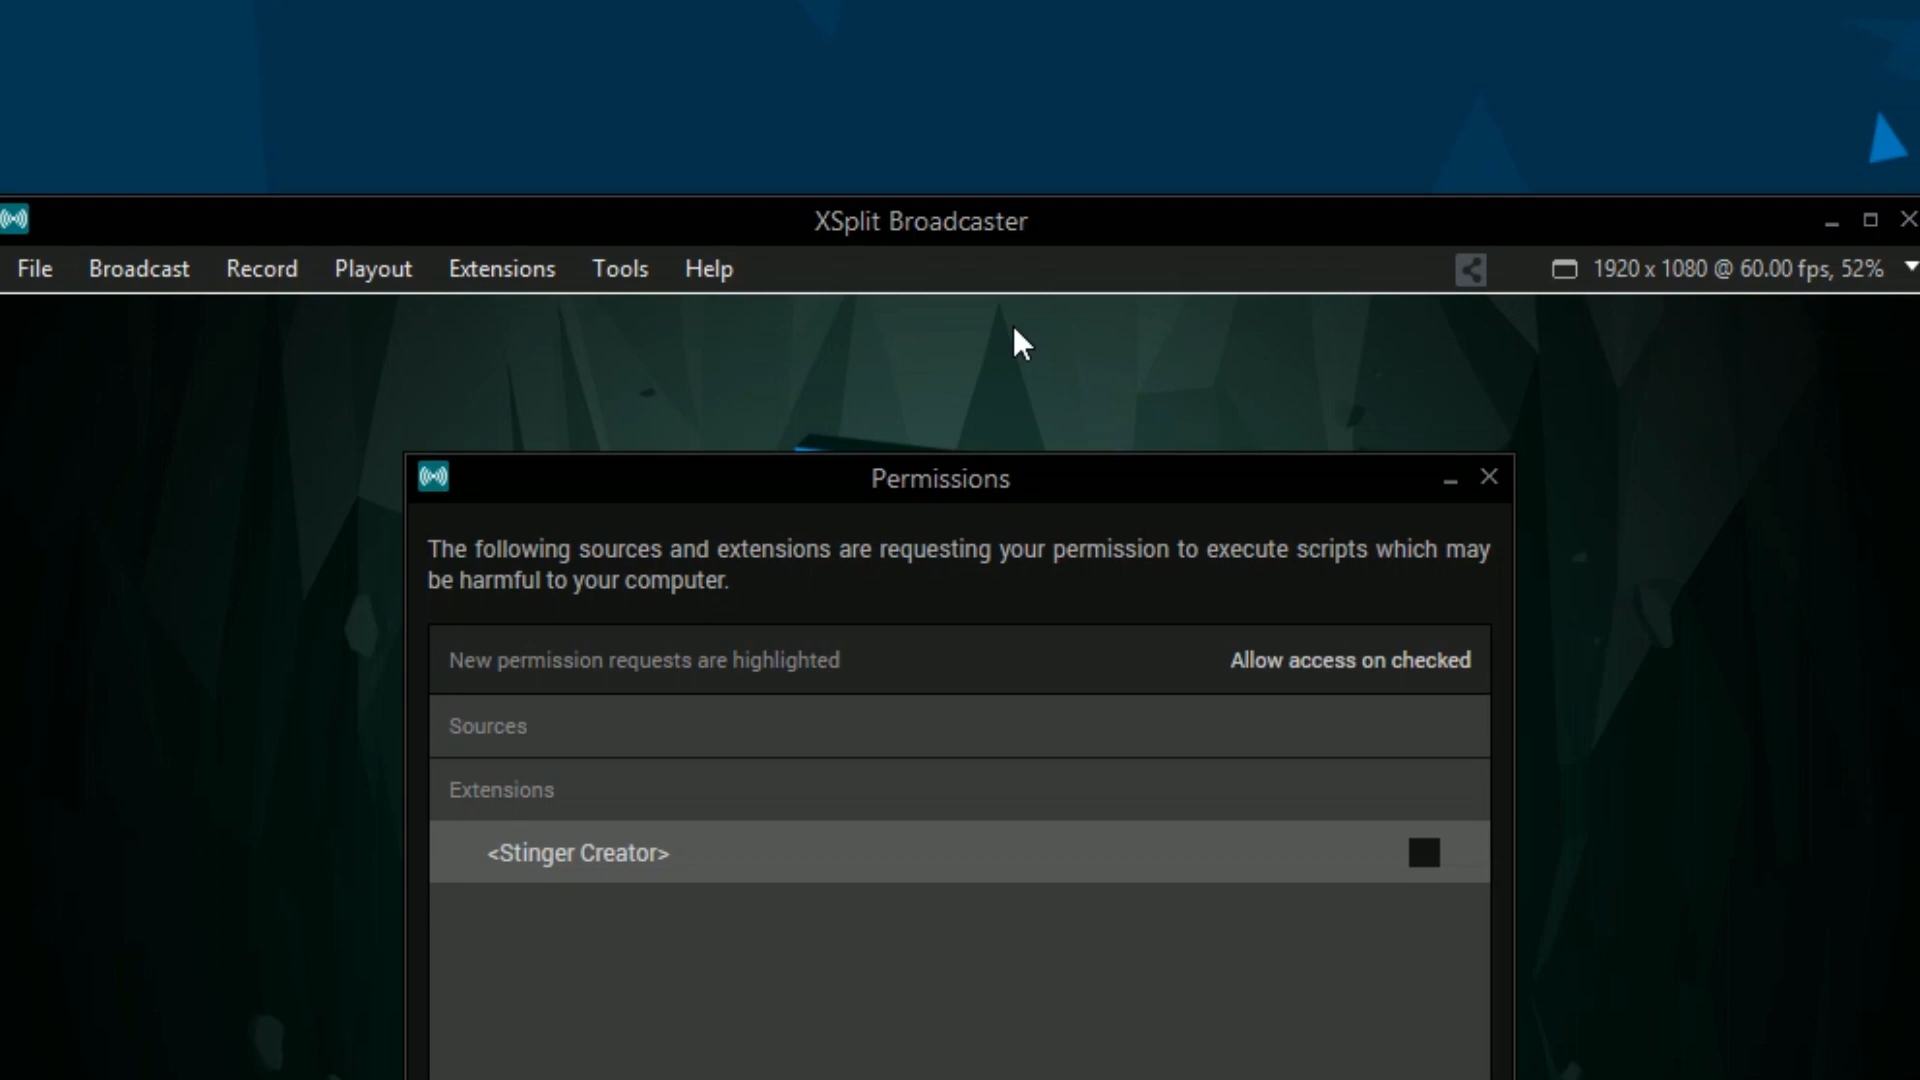 XSplit Broadcaster
File Broadcast Record Playout Extensions Tools Help 1920 x 1080 @ 60.00 fps, 52%
Permissions
The following sources and extensions are requesting your permission to execute scripts which may
be harmful to your computer.
New permission requests are highlighted Allow access on checked
Sources
Extensions
<Stinger Creator>